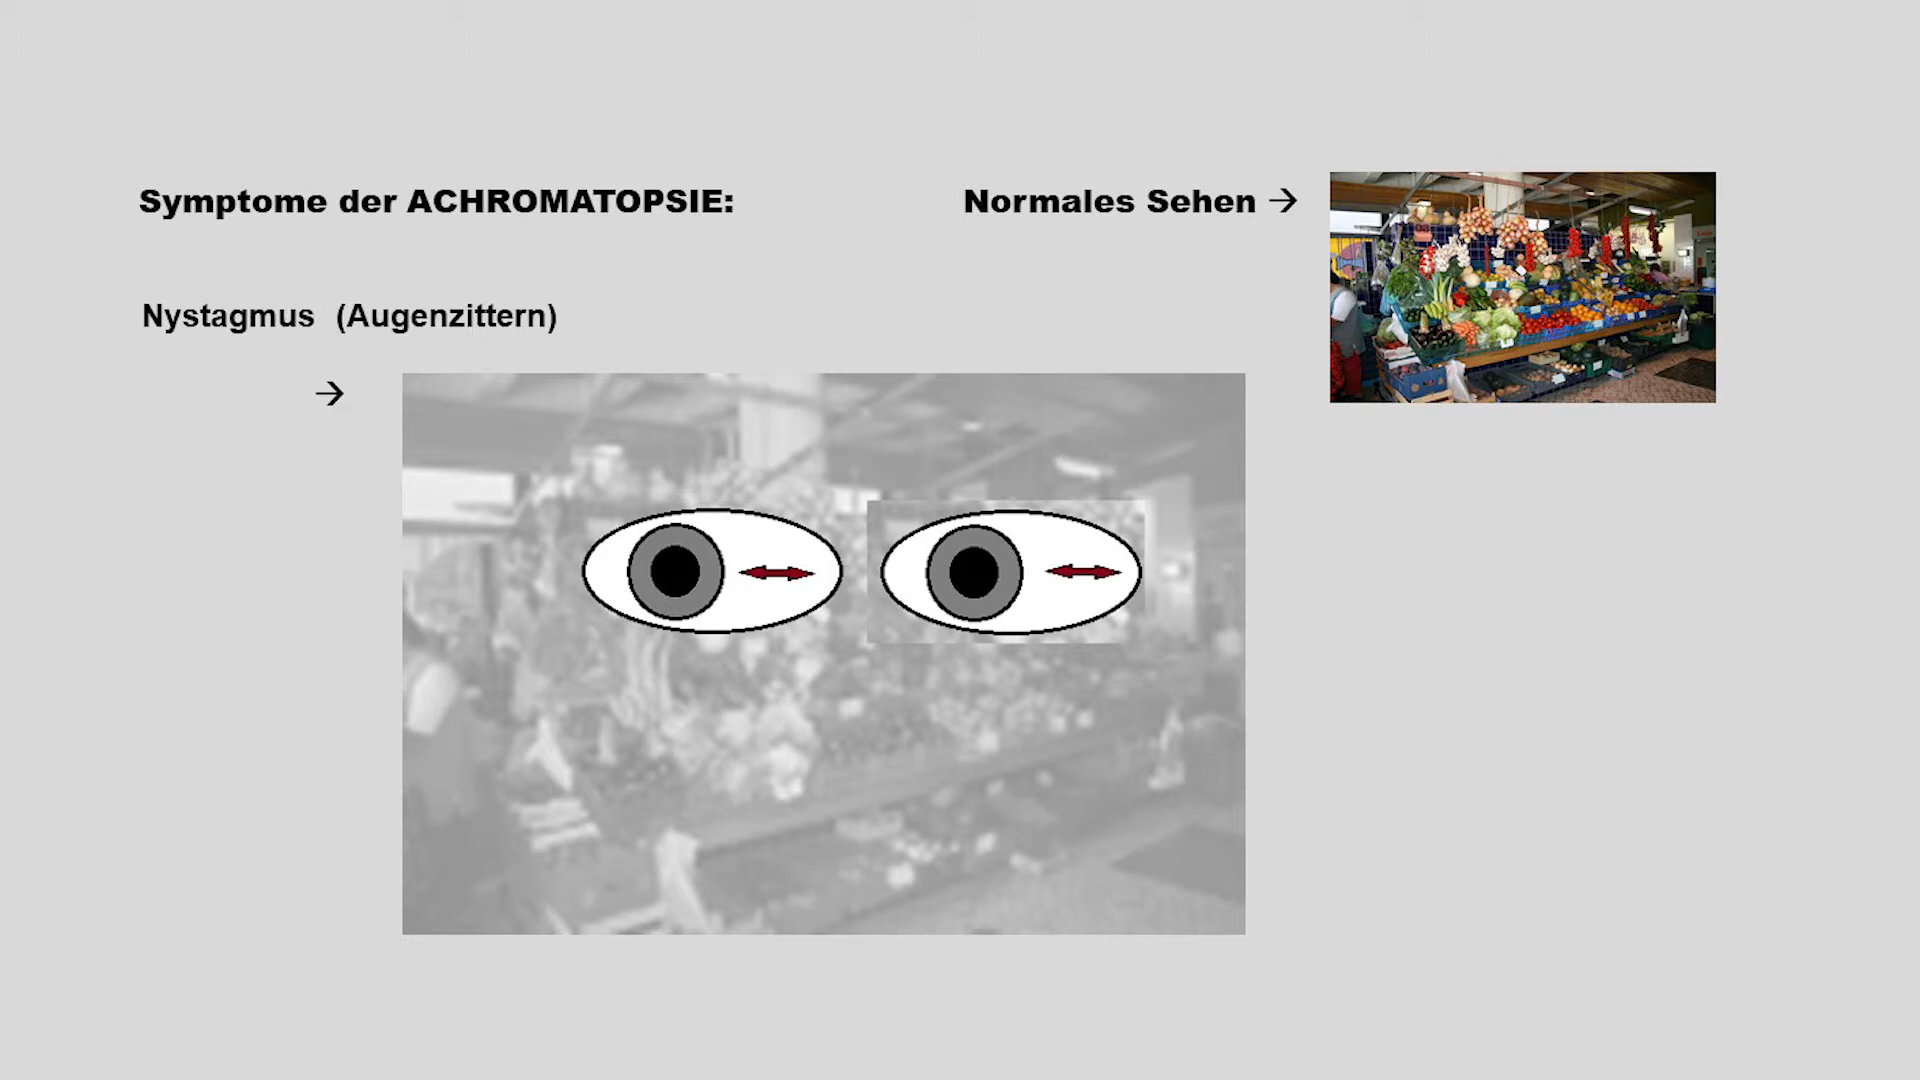 Symptome der ACHROMATOPSIE:
Normales Sehen →
Nystagmus (Augenzittern)
→